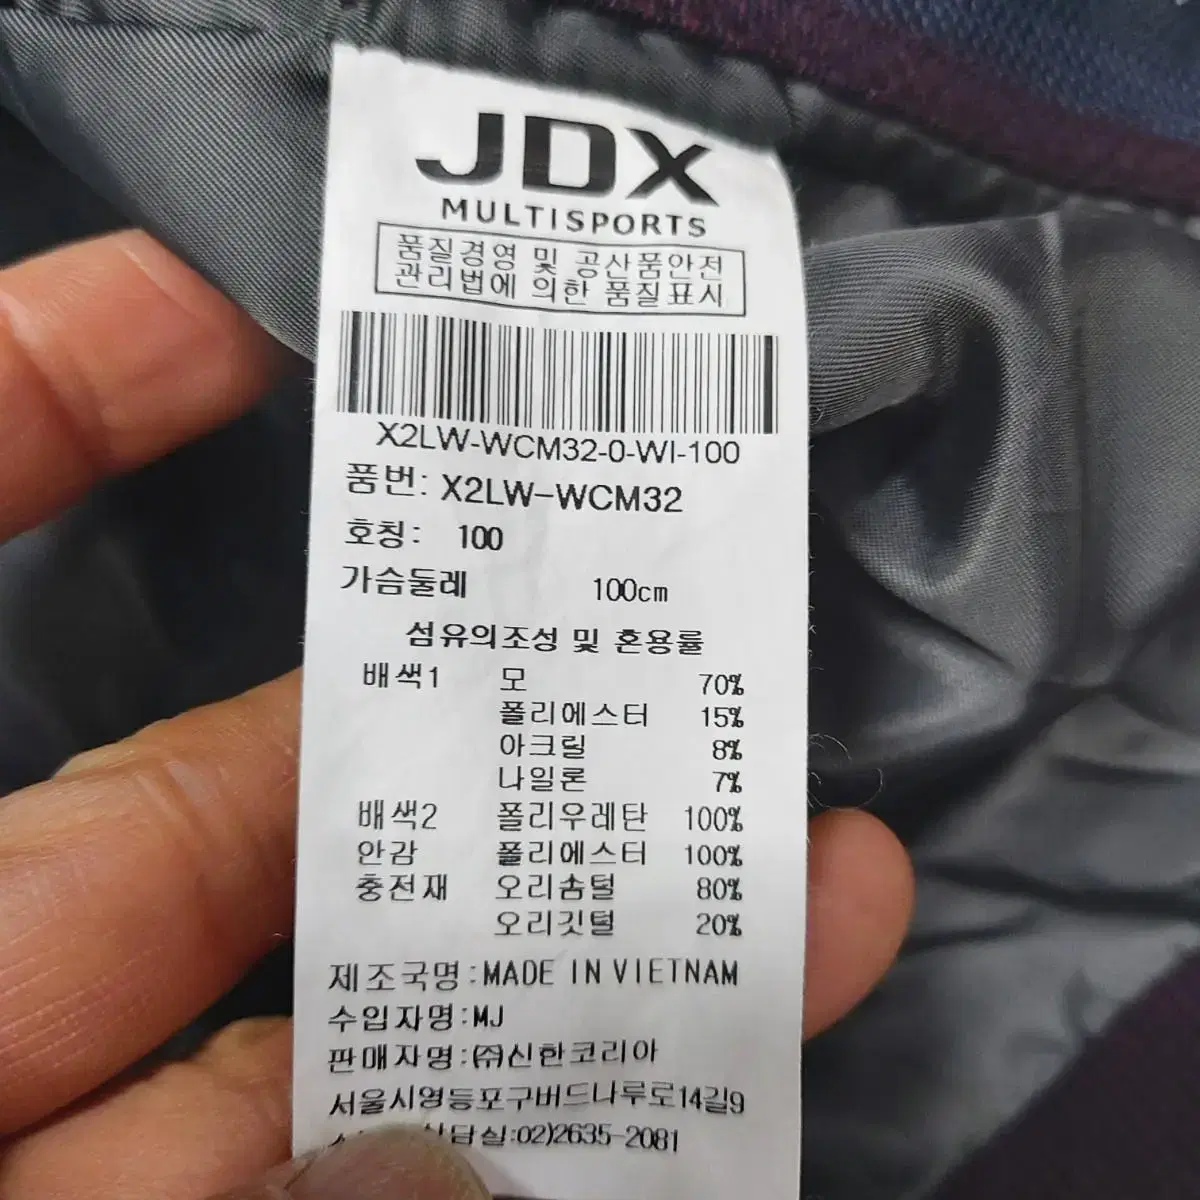 JDX
MULTISPORTS
품질경영 및 공산품안전
관리법에 의한 품질표시
X2LW-WCM32-0-WI-100
품번: X2LW-WCM32
호칭: 100
가슴둘레 100cm
섬유의조성 및 혼용률
배색1 모 70%
폴리에스터 15%
아크릴 8%
나일론 7%
배색2 폴리우레탄 100%
안감 폴리에스터 100%
충전재 오리솜털 80%
오리깃털 20%
제조국명:MADE IN VIETNAM
수입자명:MJ
판매자명:㈜신한코리아
서울시영등포구버드나루로14길9
상담실:02)2635-2081